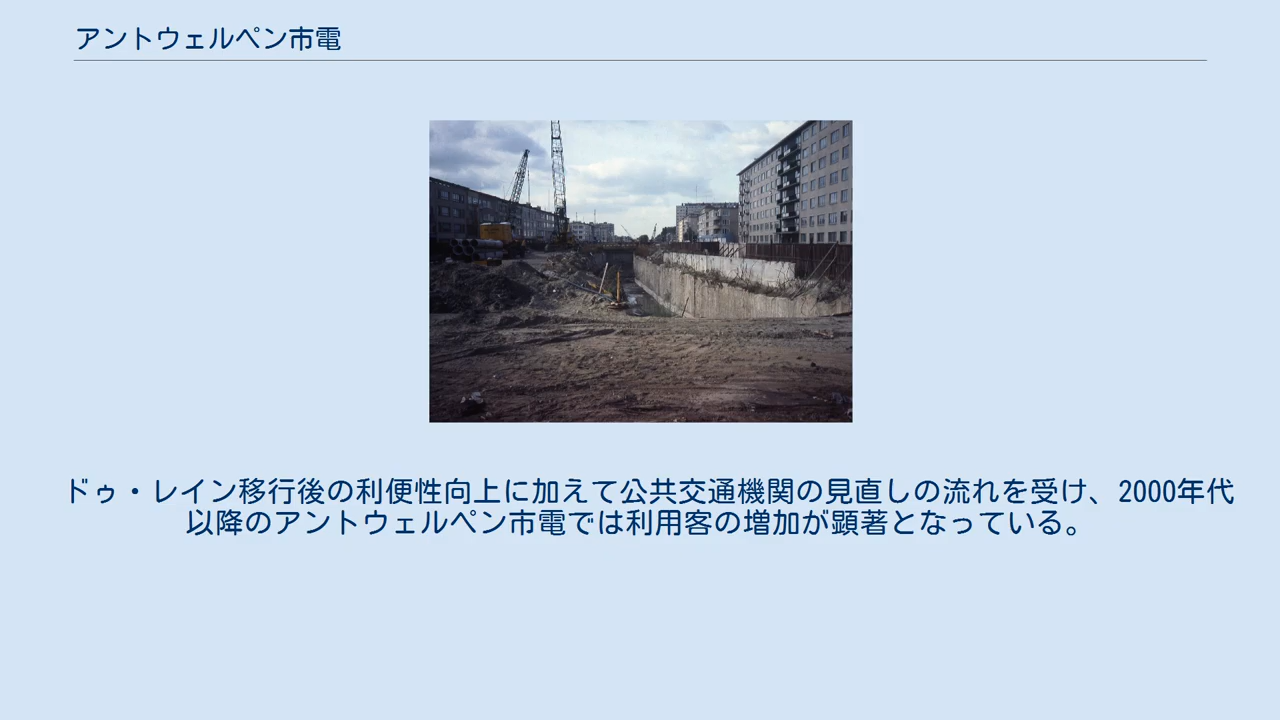 アントウェルペン市電
ドゥ・レイン移行後の利便性向上に加えて公共交通機関の見直しの流れを受け、2000年代
以降のアントウェルペン市電では利用客の増加が顕著となっている。